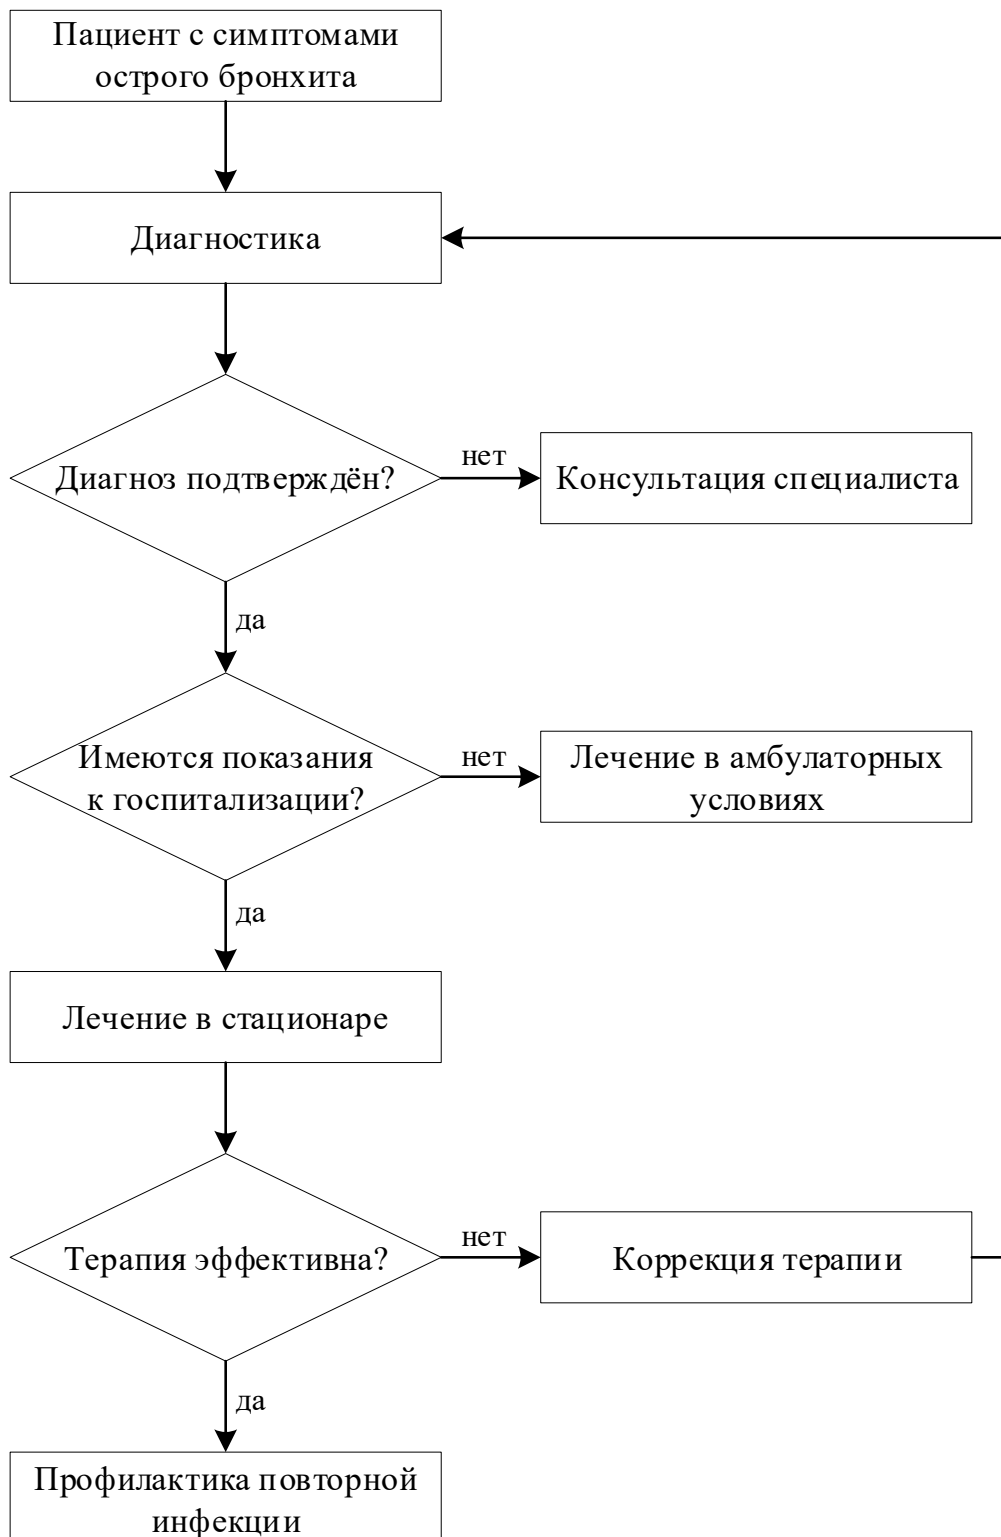 Пациент с симптомами
острого бронхита
Диагностика
Диагноз подтверждён?
нет
Консультация специалиста
да
Имеются показания
к госпитализации?
нет
Лечение в амбулаторных
условиях
да
Лечение в стационаре
Терапия эффективна?
нет
Коррекция терапии
да
Профилактика повторной
инфекции